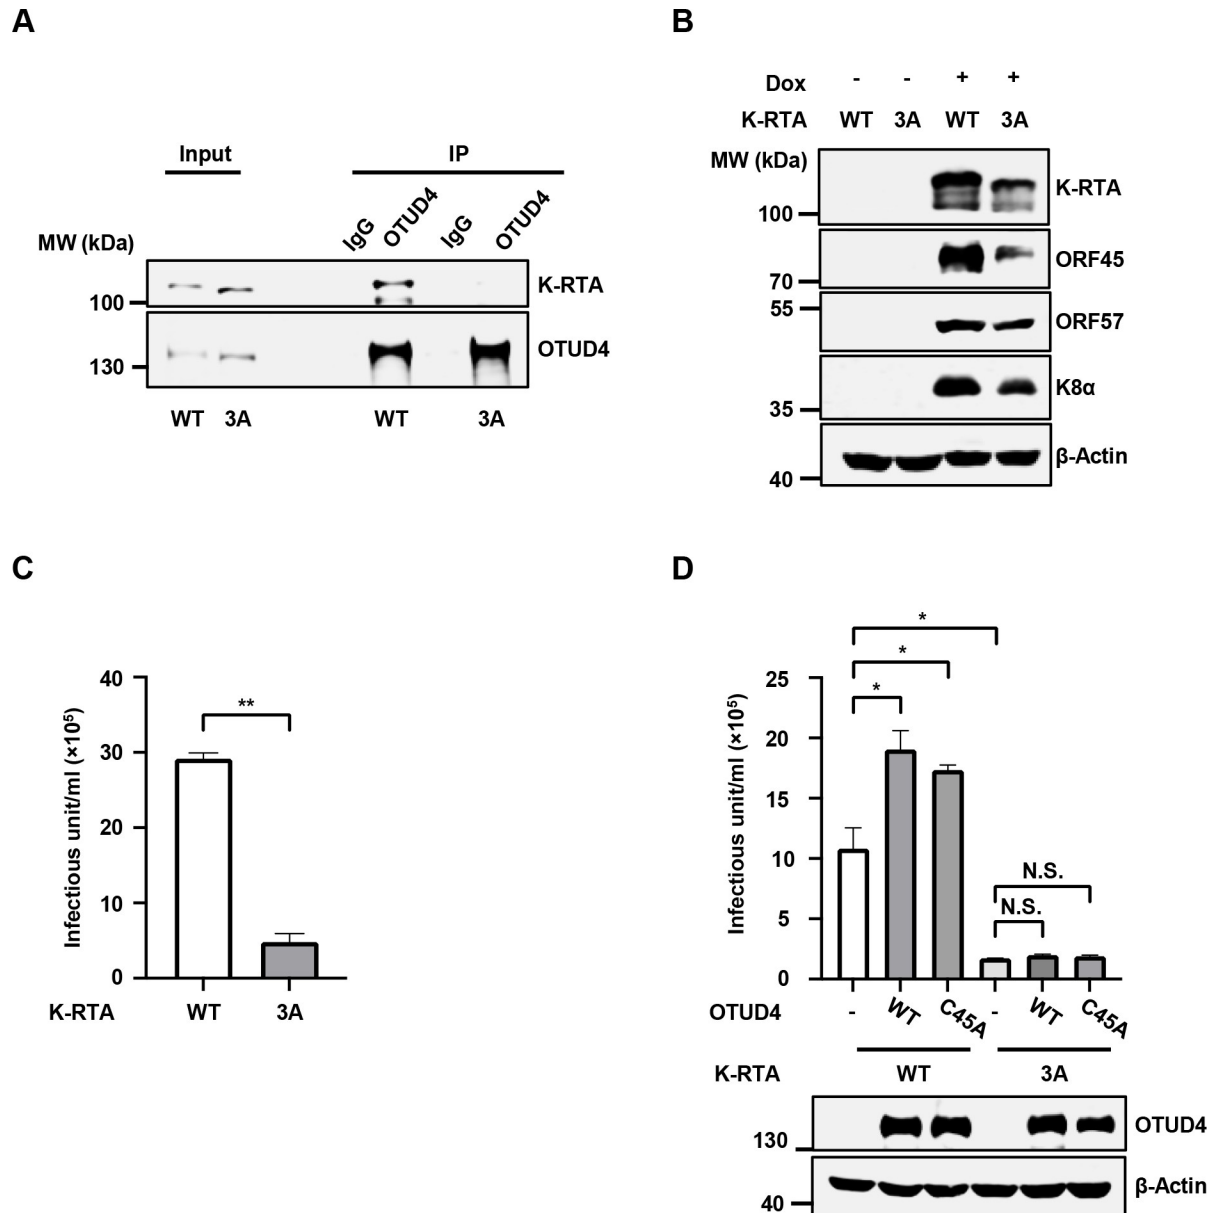 A
Input
IP
IgG
OTUD4
IgG
OTUD4
MW (kDa)
K-RTA
100
OTUD4
130
WT 3A WT 3A
B
Dox - - + +
K-RTA WT 3A WT 3A
MW (kDa)
K-RTA
100
ORF45
70
55
ORF57
K8α
35
β-Actin
40
C
Infectious unit/ml (×10⁵)
40
30
20
10
0
**
K-RTA WT 3A
D
Infectious unit/ml (×10⁵)
25
20
15
10
5
0
*
*
*
N.S.
N.S.
OTUD4 - WT C45A - WT C45A
K-RTA WT 3A
OTUD4
130
β-Actin
40